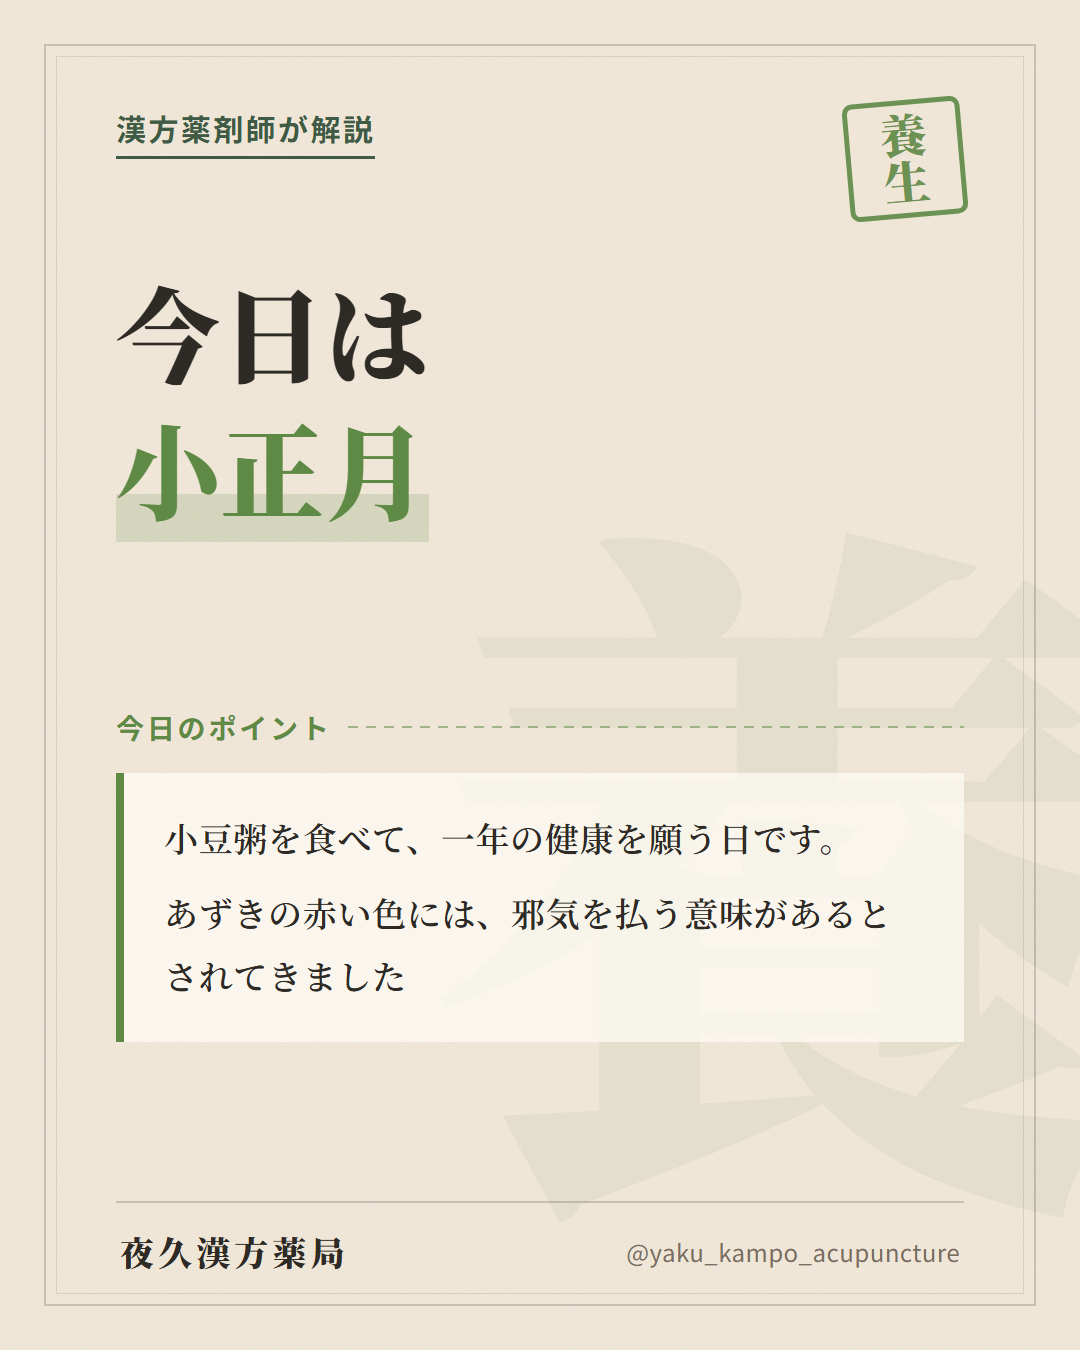 漢方薬剤師が解説
養生
今日は
小正月
今日のポイント
小豆粥を食べて、一年の健康を願う日です。
あずきの赤い色には、邪気を払う意味があると
されてきました
夜久漢方薬局
@yaku_kampo_acupuncture
養